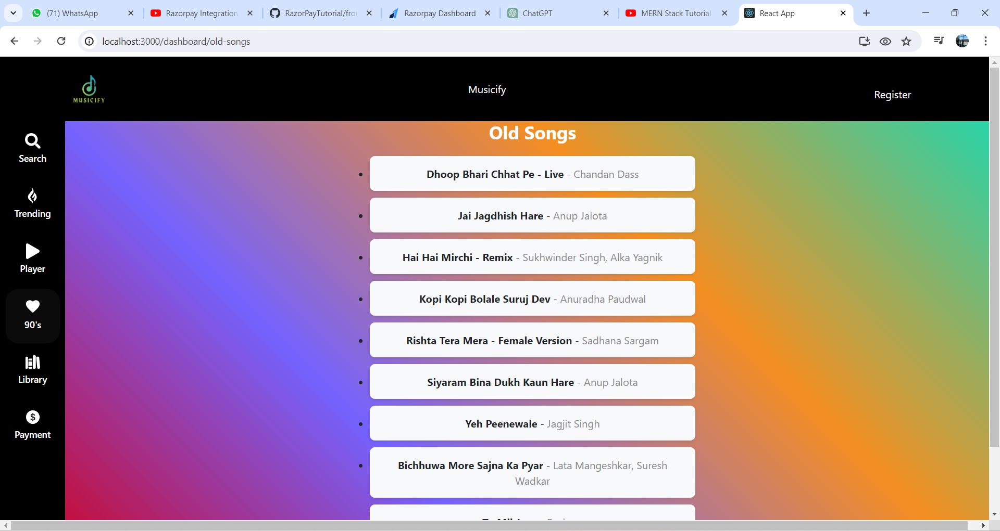 (71) WhatsApp
Razorpay Integration
RazorPayTutorial/fror
Razorpay Dashboard
ChatGPT
MERN Stack Tutorial
React App
localhost:3000/dashboard/old-songs
MUSICIFY
Musicify
Register
Search
Trending
Player
90's
Library
Payment
Old Songs
Dhoop Bhari Chhat Pe - Live - Chandan Dass
Jai Jagdhish Hare - Anup Jalota
Hai Hai Mirchi - Remix - Sukhwinder Singh, Alka Yagnik
Kopi Kopi Bolale Suruj Dev - Anuradha Paudwal
Rishta Tera Mera - Female Version - Sadhana Sargam
Siyaram Bina Dukh Kaun Hare - Anup Jalota
Yeh Peenewale - Jagjit Singh
Bichhuwa More Sajna Ka Pyar - Lata Mangeshkar, Suresh
Wadkar